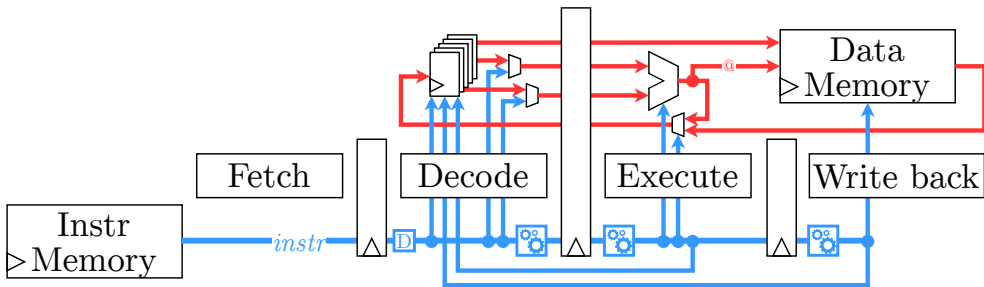 Data
Memory
@
Fetch
Decode
Execute
Write back
Instr
Memory
instr
D